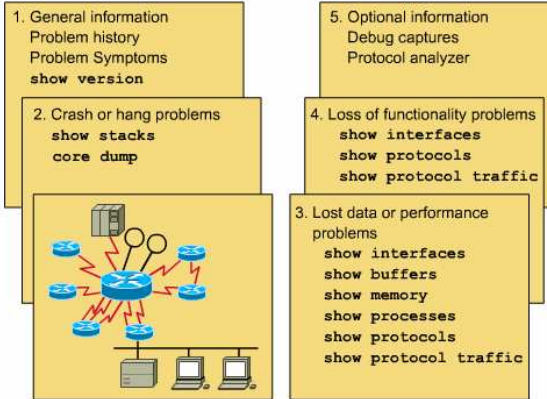 1. General information
Problem history
Problem Symptoms
show version
2. Crash or hang problems
show stacks
core dump
5. Optional information
Debug captures
Protocol analyzer
4. Loss of functionality problems
show interfaces
show protocols
show protocol traffic
3. Lost data or performance
problems
show interfaces
show buffers
show memory
show processes
show protocols
show protocol traffic